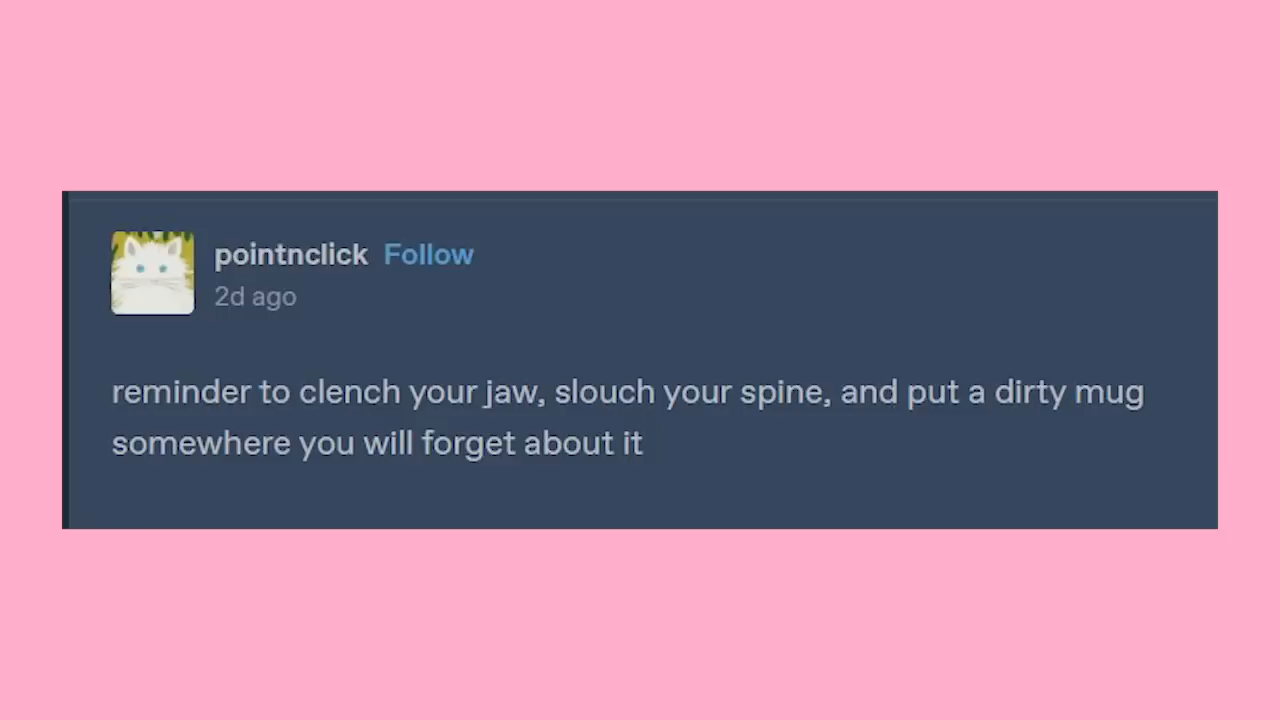 pointnclick Follow
2d ago
reminder to clench your jaw, slouch your spine, and put a dirty mug
somewhere you will forget about it